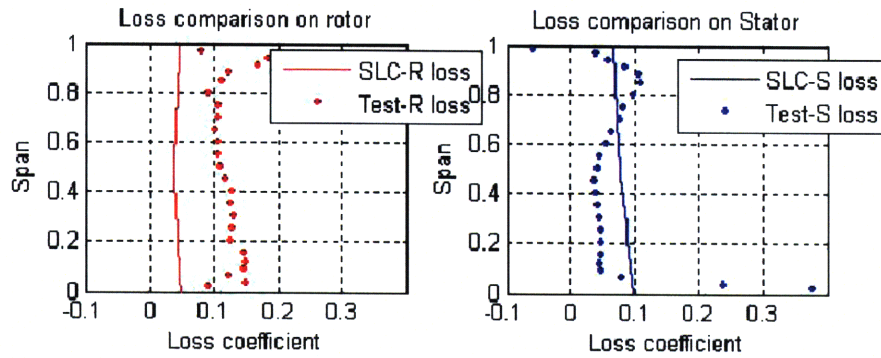 Loss comparison on rotor
1
0.8
0.6
0.4
0.2
0
Span
-0.1 0 0.1 0.2 0.3
Loss coefficient
SLC-R loss
Test-R loss
Loss comparison on Stator
1
0.8
0.6
0.4
0.2
0
Span
-0.1 0 0.1 0.2 0.3
Loss coefficient
SLC-S loss
Test-S loss